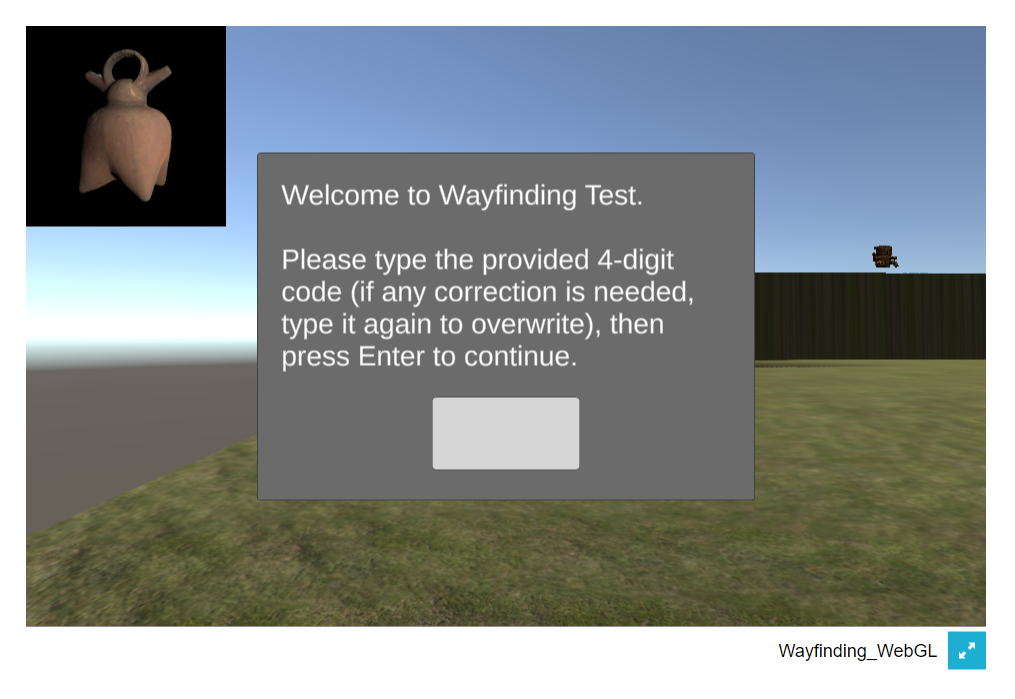 Welcome to Wayfinding Test.
Please type the provided 4-digit
code (if any correction is needed,
type it again to overwrite), then
press Enter to continue.
Wayfinding_WebGL